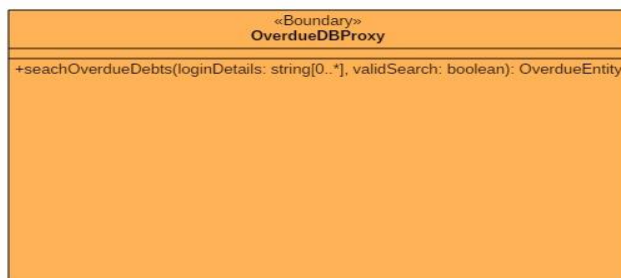 «Boundary»
OverdueDBProxy
+seachOverdueDebts(loginDetails: string[0..*], validSearch: boolean): OverdueEntity